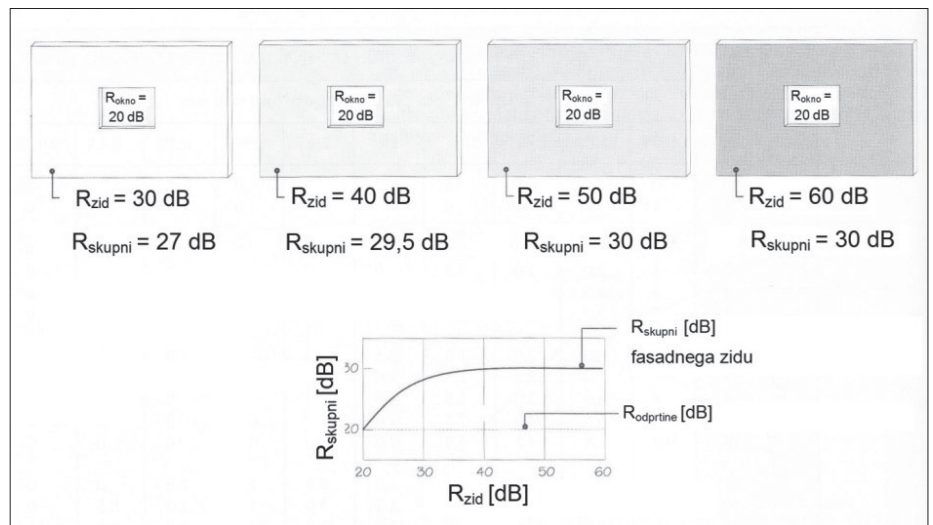 R_okno = 20 dB
R_okno = 20 dB
R_okno = 20 dB
R_okno = 20 dB
R_zid = 30 dB
R_zid = 40 dB
R_zid = 50 dB
R_zid = 60 dB
R_skupni = 27 dB
R_skupni = 29,5 dB
R_skupni = 30 dB
R_skupni = 30 dB
R_skupni [dB]
fasadnega zidu
R_odprtine [dB]
R_skupni [dB]
30
20
20 30 40 50 60
R_zid [dB]